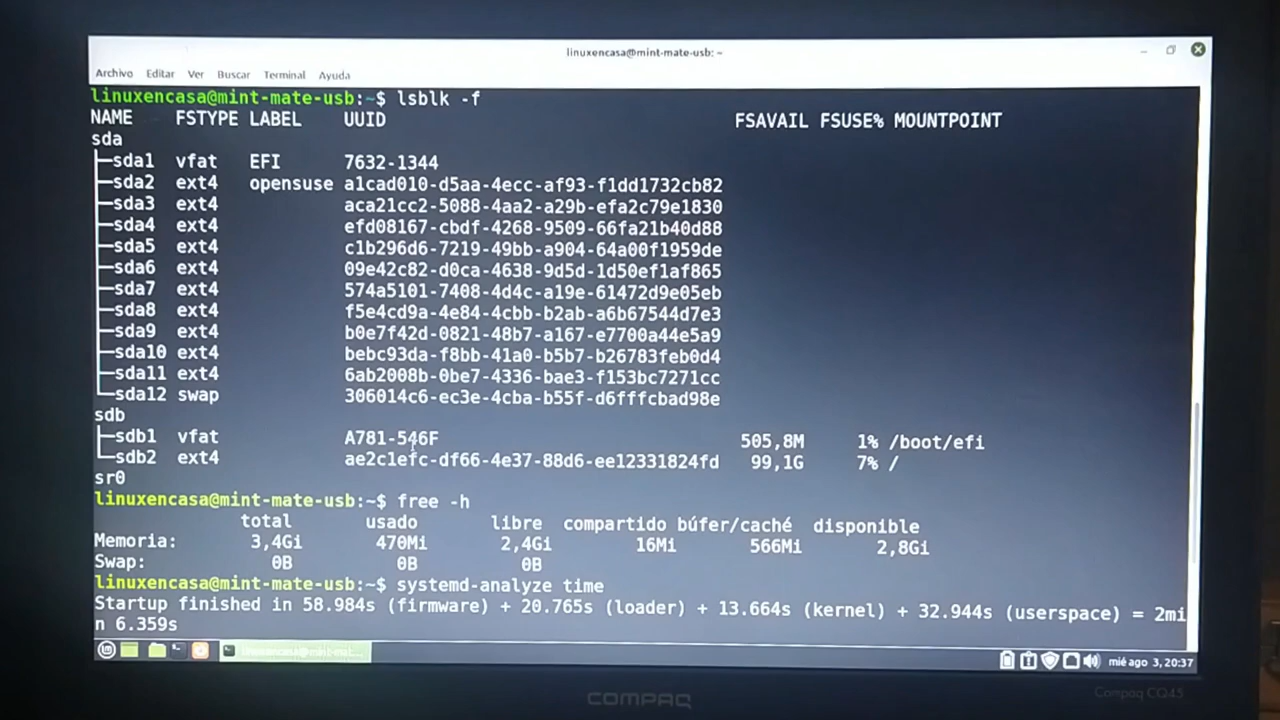 linuxencasa@mint-mate-usb: ~
Archivo Editar Ver Buscar Terminal Ayuda
linuxencasa@mint-mate-usb:~$ lsblk -f
NAME FSTYPE LABEL UUID FSAVAIL FSUSE% MOUNTPOINT
sda
├─sda1 vfat EFI 7632-1344
├─sda2 ext4 opensuse a1cad010-d5aa-4ecc-af93-f1dd1732cb82
├─sda3 ext4 aca21cc2-5088-4aa2-a29b-efa2c79e1830
├─sda4 ext4 efd08167-cbdf-4268-9509-66fa21b40d88
├─sda5 ext4 c1b296d6-7219-49bb-a904-64a00f1959de
├─sda6 ext4 09e42c82-d0ca-4638-9d5d-1d50ef1af865
├─sda7 ext4 574a5101-7408-4d4c-a19e-61472d9e05eb
├─sda8 ext4 f5e4cd9a-4e84-4cbb-b2ab-a6b67544d7e3
├─sda9 ext4 b0e7f42d-0821-48b7-a167-e7700a44e5a9
├─sda10 ext4 bebc93da-f8bb-41a0-b5b7-b26783feb0d4
├─sda11 ext4 6ab2008b-0be7-4336-bae3-f153bc7271cc
└─sda12 swap 306014c6-ec3e-4cba-b55f-d6fffcbad98e
sdb
├─sdb1 vfat A781-546F 505,8M 1% /boot/efi
└─sdb2 ext4 ae2c1efc-df66-4e37-88d6-ee12331824fd 99,1G 7% /
sr0
linuxencasa@mint-mate-usb:~$ free -h
total usado libre compartido búfer/caché disponible
Memoria: 3,4Gi 470Mi 2,4Gi 16Mi 566Mi 2,8Gi
Swap: 0B 0B 0B
linuxencasa@mint-mate-usb:~$ systemd-analyze time
Startup finished in 58.984s (firmware) + 20.765s (loader) + 13.664s (kernel) + 32.944s (userspace) = 2mi
n 6.359s
linuxencasa@mint-mat...
mié ago 3, 20:37
COMPAQ
Compaq CQ45